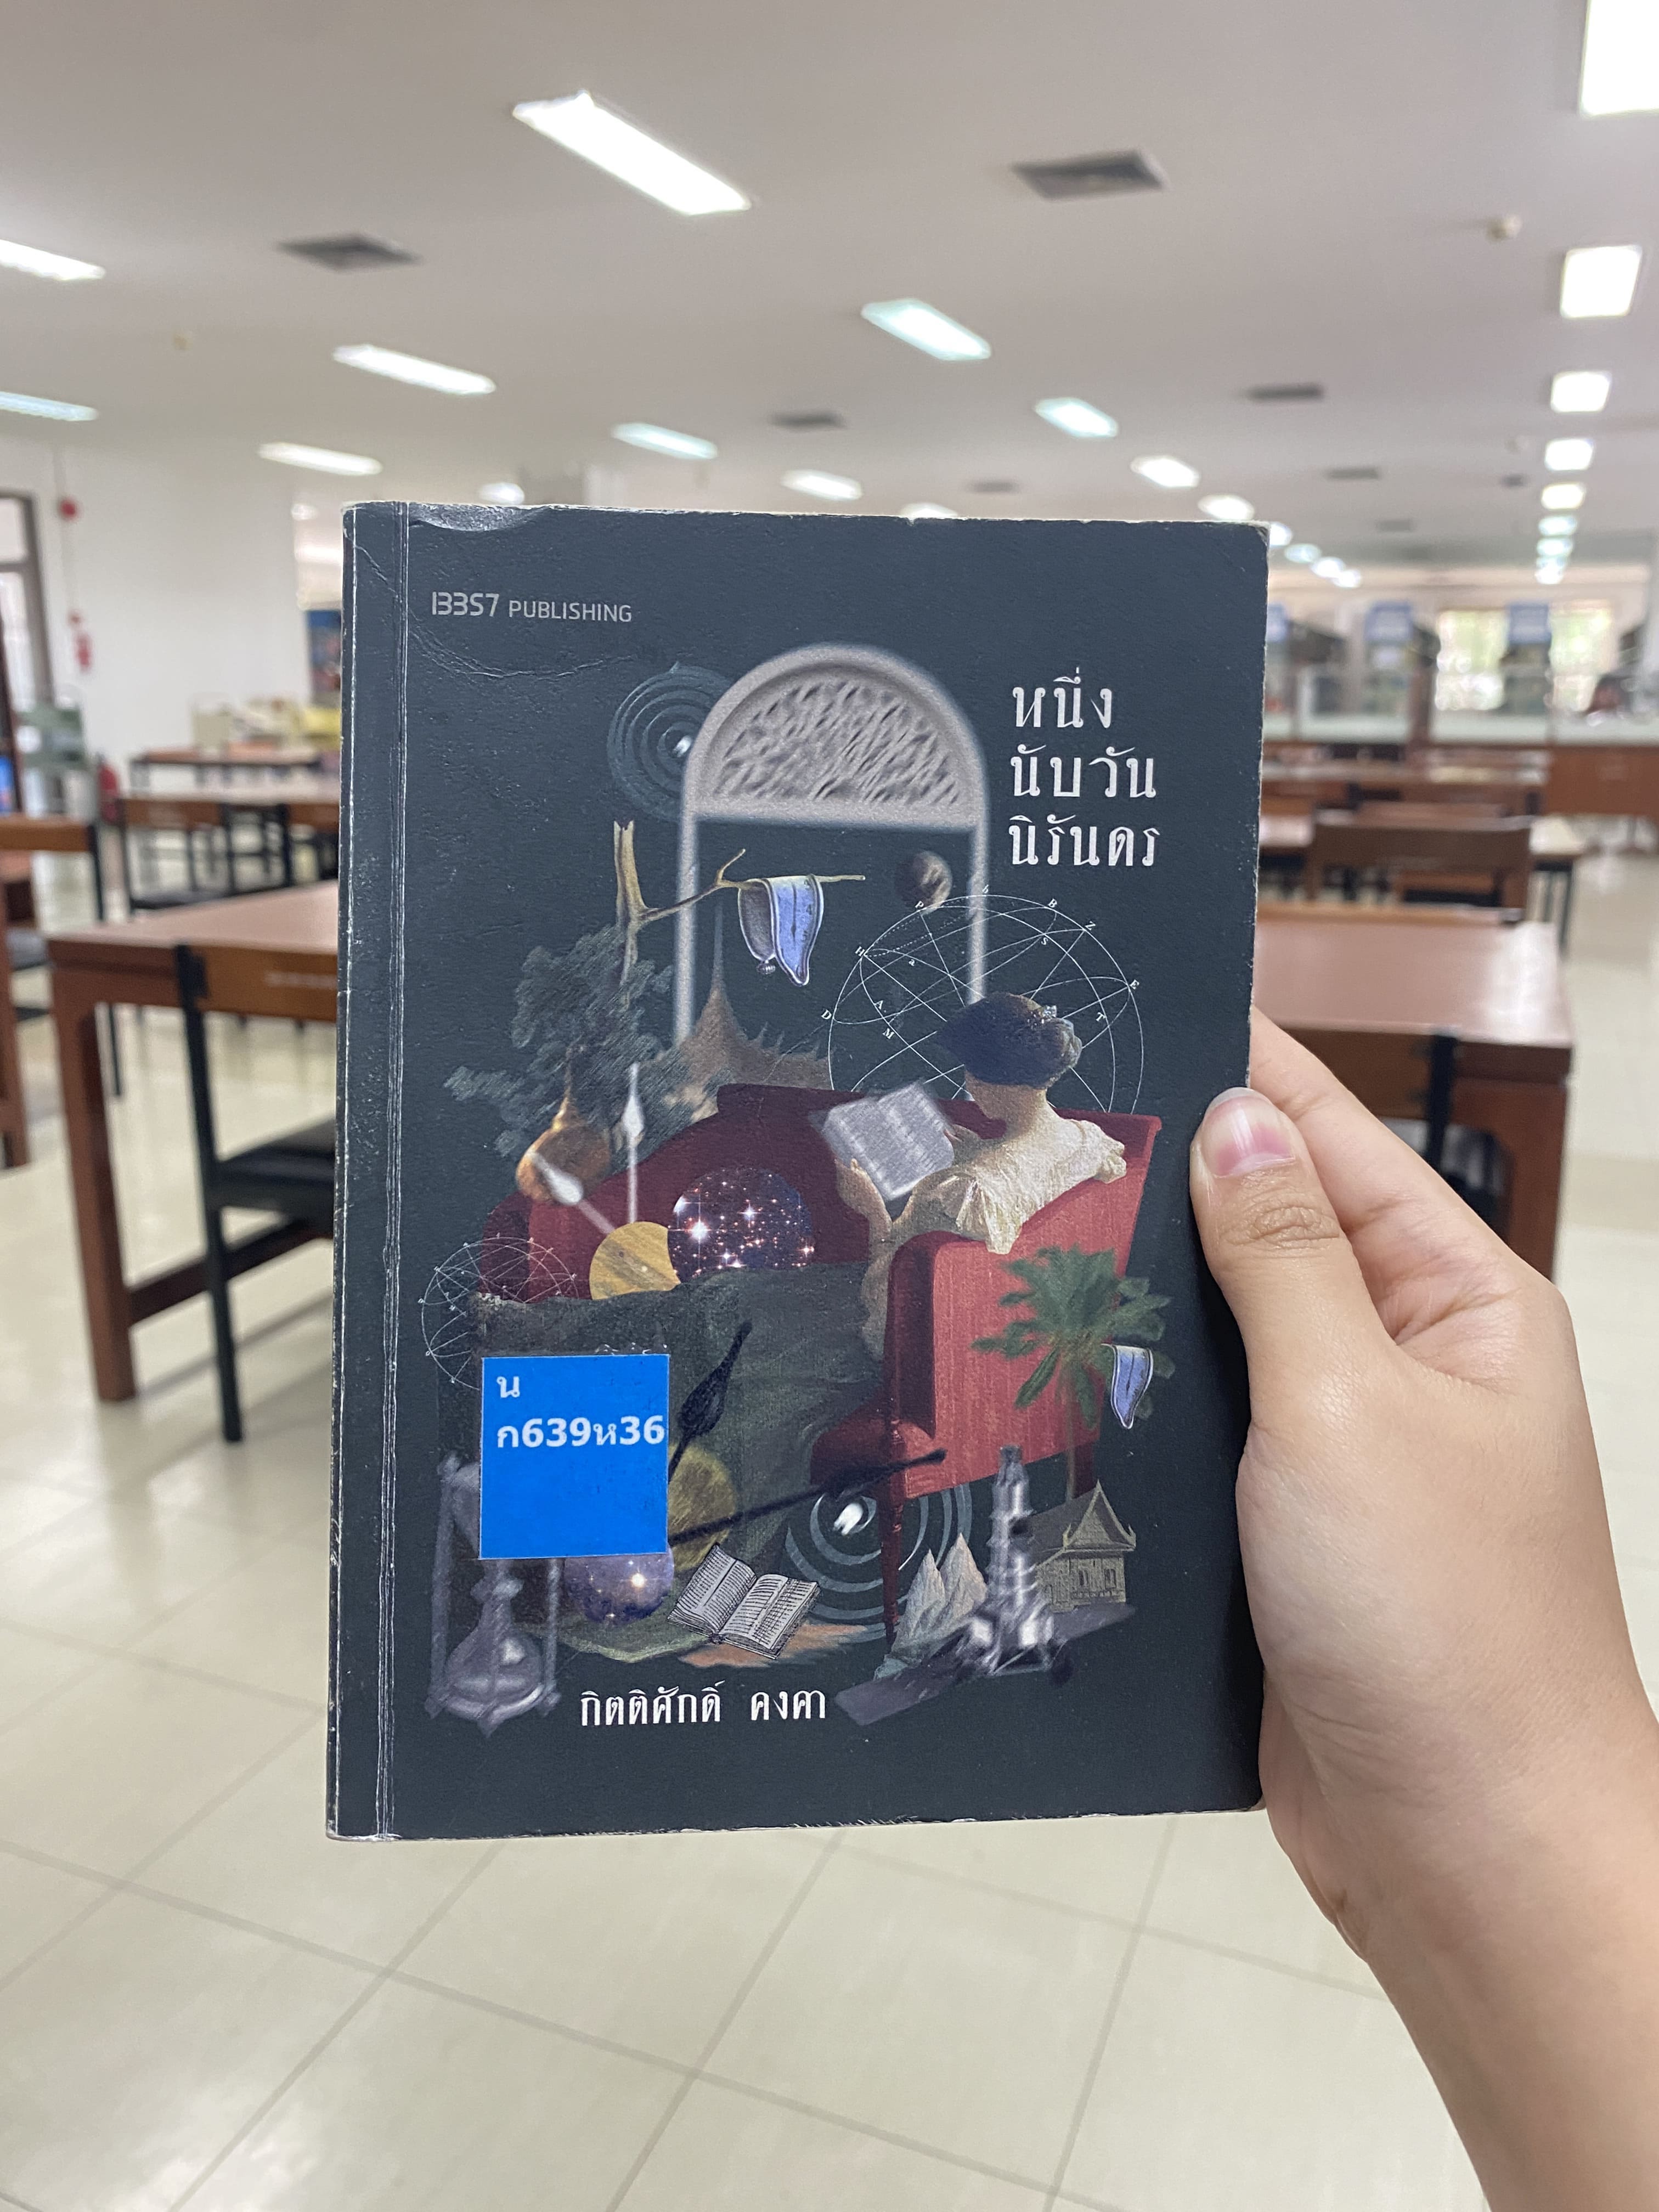 13357 PUBLISHING
หนึ่ง
นับวัน
นิรันดร
น
ก639ห36
กิตติศักดิ์ คงคา